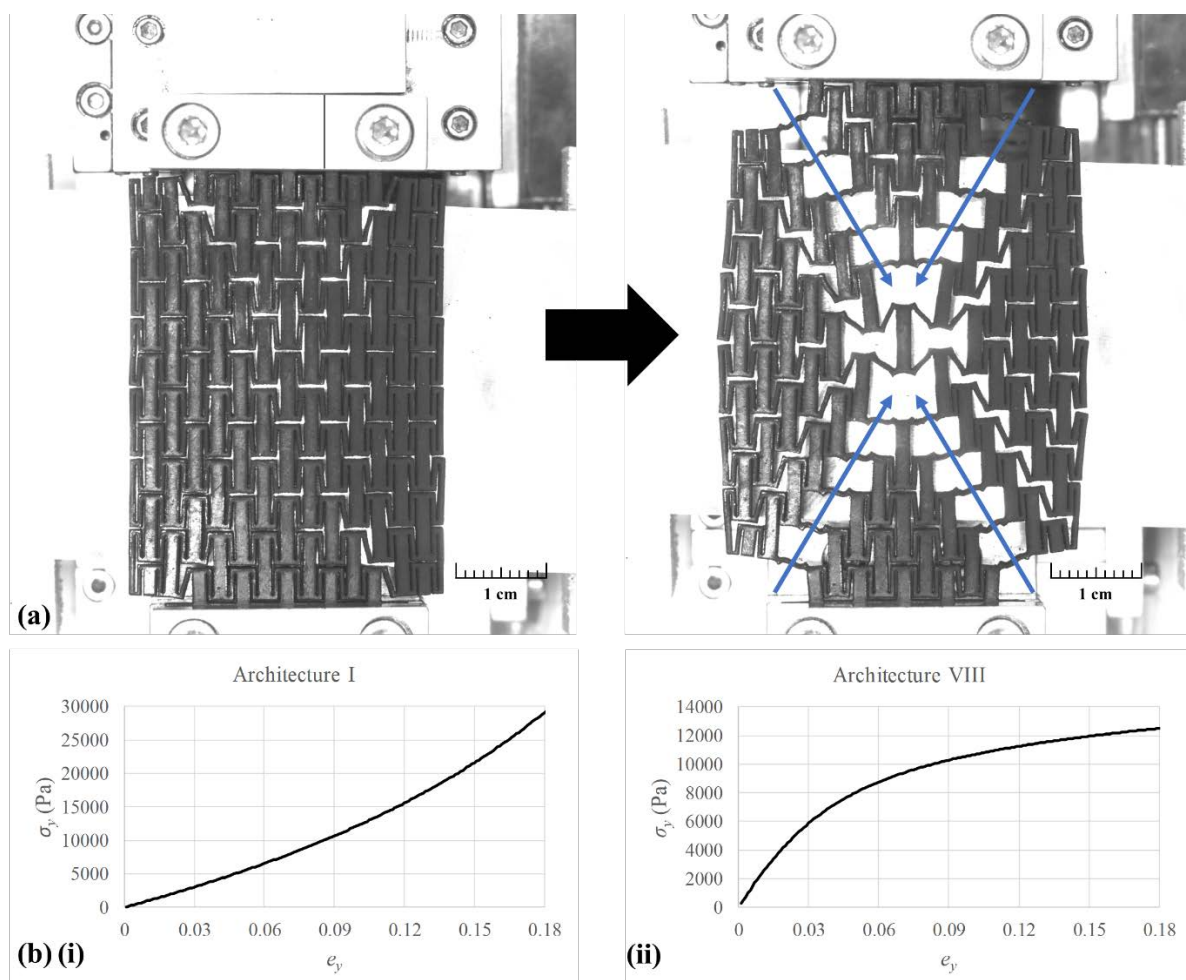 1 cm
1 cm
(a)
Architecture I
30000
25000
20000
15000
10000
5000
0
σy (Pa)
0 0.03 0.06 0.09 0.12 0.15 0.18
ey
(b) (i)
Architecture VIII
14000
12000
10000
8000
6000
4000
2000
0
σy (Pa)
0 0.03 0.06 0.09 0.12 0.15 0.18
ey
(ii)